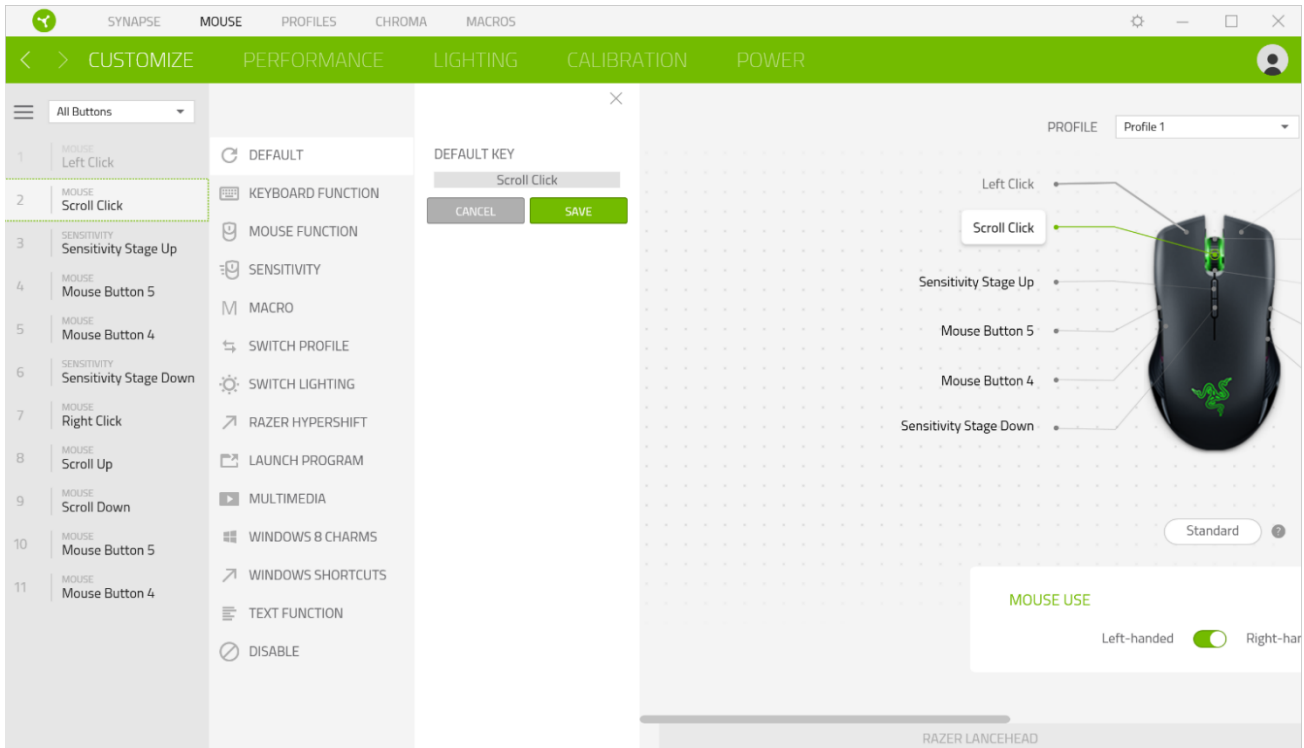 SYNAPSE MOUSE PROFILES CHROMA MACROS
CUSTOMIZE PERFORMANCE LIGHTING CALIBRATION POWER
All Buttons
1 MOUSE
Left Click
2 MOUSE
Scroll Click
3 SENSITIVITY
Sensitivity Stage Up
4 MOUSE
Mouse Button 5
5 MOUSE
Mouse Button 4
6 SENSITIVITY
Sensitivity Stage Down
7 MOUSE
Right Click
8 MOUSE
Scroll Up
9 MOUSE
Scroll Down
10 MOUSE
Mouse Button 5
11 MOUSE
Mouse Button 4
DEFAULT
KEYBOARD FUNCTION
MOUSE FUNCTION
SENSITIVITY
M MACRO
SWITCH PROFILE
SWITCH LIGHTING
RAZER HYPERSHIFT
LAUNCH PROGRAM
MULTIMEDIA
WINDOWS 8 CHARMS
WINDOWS SHORTCUTS
TEXT FUNCTION
DISABLE
DEFAULT KEY
Scroll Click
CANCEL SAVE
PROFILE Profile 1
Left Click
Scroll Click
Sensitivity Stage Up
Mouse Button 5
Mouse Button 4
Sensitivity Stage Down
Standard ?
MOUSE USE
Left-handed Right-har
RAZER LANCEHEAD